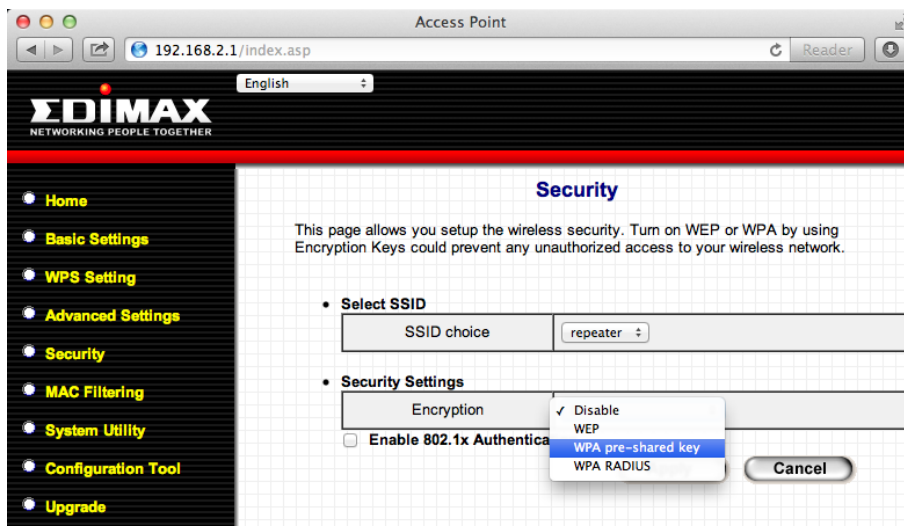 Access Point
192.168.2.1/index.asp
Reader
English
EDIMAX
NETWORKING PEOPLE TOGETHER
Home
Basic Settings
WPS Setting
Advanced Settings
Security
MAC Filtering
System Utility
Configuration Tool
Upgrade
Security
This page allows you setup the wireless security. Turn on WEP or WPA by using
Encryption Keys could prevent any unauthorized access to your wireless network.
Select SSID
SSID choice
repeater
Security Settings
Encryption
✓ Disable
WEP
WPA pre-shared key
WPA RADIUS
Enable 802.1x Authentica
Cancel